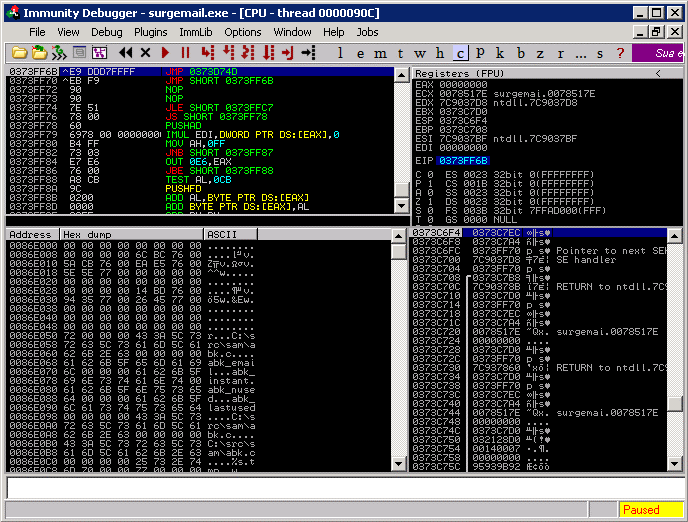 Immunity Debugger - surgemail.exe - [CPU - thread 0000090C]
File View Debug Plugins ImmLib Options Window Help Jobs
l e m t w h c P k b z r ... s ?
0373FF6B ^E9 DDD7FFFF JMP 0373D74D
0373FF70 ^EB F9 JMP SHORT 0373FF6B
0373FF72 90 NOP
0373FF73 90 NOP
0373FF74 7E 51 JLE SHORT 0373FFC7
0373FF76 78 00 JS SHORT 0373FF78
0373FF78 60 PUSHAD
0373FF79 6978 00 00000000 IMUL EDI,DWORD PTR DS:[EAX],0
0373FF80 B4 FF MOV AH,0FF
0373FF82 73 03 JNB SHORT 0373FF87
0373FF84 E7 E6 OUT 0E6,EAX
0373FF86 76 00 JBE SHORT 0373FF88
0373FF88 A8 CB TEST AL,0CB
0373FF8A 9C PUSHFD
0373FF8B 0200 ADD AL,BYTE PTR DS:[EAX]
0373FF8D 0000 ADD BYTE PTR DS:[EAX],AL
Registers (FPU) <
EAX 00000000
ECX 0078517E surgemai.0078517E
EDX 7C9037D8 ntdll.7C9037D8
EBX 0373C7D0
ESP 0373C6F4
EBP 0373C708
ESI 7C9037BF ntdll.7C9037BF
EDI 00000000
EIP 0373FF6B
C 0 ES 0023 32bit 0(FFFFFFFF)
P 1 CS 001B 32bit 0(FFFFFFFF)
A 0 SS 0023 32bit 0(FFFFFFFF)
Z 1 DS 0023 32bit 0(FFFFFFFF)
S 0 FS 003B 32bit 7FFAD000(FFF)
T 0 GS 0000 NULL
Address Hex dump ASCII
0086E000 00 00 00 00 00 00 00 00 ........
0086E008 00 00 00 00 6C BC 76 00
0086E010 5A CB 76 00 EA E5 76 00
0086E018 5E 5E 77 00 00 00 00 00 ^^w.....
0086E020 00 00 00 00 00 00 00 00 ........
0086E028 00 00 00 00 14 BD 76 00
0086E030 94 35 77 00 26 45 77 00 ö5w.&Ew.
0086E038 00 00 00 00 00 00 00 00 ........
0086E040 00 00 00 00 00 00 00 00 ........
0086E048 00 00 00 00 00 00 00 00 ........
0086E050 72 00 00 00 43 3A 5C 73 r...C:\s
0086E058 72 63 5C 73 61 6D 5C 61 rc\sam\a
0086E060 62 6B 2E 63 00 00 00 00 bk.c....
0086E068 61 62 6B 5F 65 6D 61 69 abk_emai
0086E070 6C 00 00 00 61 62 6B 5F l...abk_
0086E078 69 6E 73 74 61 6E 74 00 instant.
0086E080 61 62 6B 5F 6E 75 73 65 abk_nuse
0086E088 64 00 00 00 61 62 6B 5F d...abk_
0086E090 6C 61 73 74 75 73 65 64 lastused
0086E098 00 00 00 00 43 3A 5C 73 ....C:\s
0086E0A0 72 63 5C 73 61 6D 5C 61 rc\sam\a
0086E0A8 62 6B 2E 63 00 00 00 00 bk.c....
0086E0B0 43 3A 5C 73 72 63 5C 73 C:\src\s
0086E0B8 61 6D 5C 61 62 6B 2E 63 am\abk.c
0086E0C0 00 00 00 00 25 73 2E 74 ....%s.t
0373C6F4 0373C7EC
0373C6F8 0373C7A4
0373C6FC 0373FF70 Pointer to next SEH
0373C700 7C9037D8 SE handler
0373C704 0373FF70
0373C708 0373C7B8
0373C70C 7C90378B RETURN to ntdll.7C9
0373C710 0373C7D0
0373C714 0373FF70
0373C718 0373C7EC
0373C71C 0373C7A4
0373C720 0078517E ~Qx. surgemai.0078517E
0373C724 00000000 ....
0373C728 0373C7D0
0373C72C 0373FF70
0373C730 7C937860 RETURN to ntdll.7C9
0373C734 0373C7D0
0373C738 0373FF70
0373C73C 0373C7EC
0373C740 0373C7A4
0373C744 0078517E ~Qx. surgemai.0078517E
0373C748 00000000 ....
0373C74C 0373C7D0
0373C750 032128D0
0373C754 00140007
0373C758 00000000 ....
0373C75C 95939B92
Paused